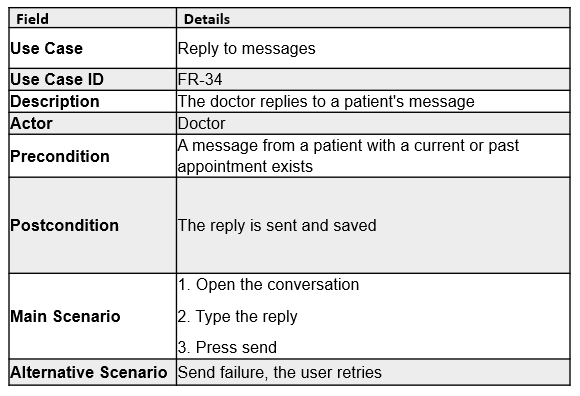 Field Details
Use Case Reply to messages
Use Case ID FR-34
Description The doctor replies to a patient's message
Actor Doctor
Precondition A message from a patient with a current or past
appointment exists
Postcondition The reply is sent and saved
Main Scenario 1. Open the conversation
2. Type the reply
3. Press send
Alternative Scenario Send failure, the user retries